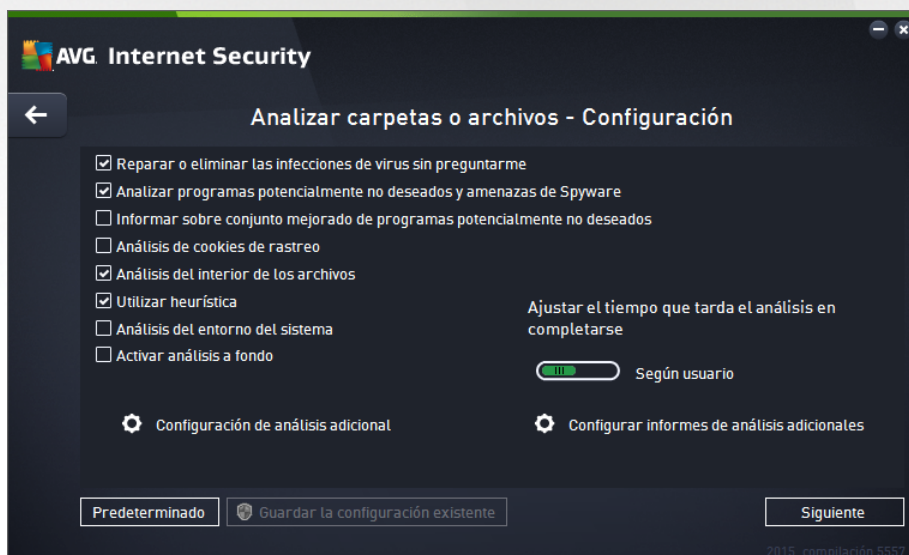 AVG. Internet Security
Analizar carpetas o archivos - Configuración
Reparar o eliminar las infecciones de virus sin preguntarme
Analizar programas potencialmente no deseados y amenazas de Spyware
Informar sobre conjunto mejorado de programas potencialmente no deseados
Análisis de cookies de rastreo
Análisis del interior de los archivos
Utilizar heurística
Análisis del entorno del sistema
Activar análisis a fondo
Ajustar el tiempo que tarda el análisis en
completarse
Según usuario
Configuración de análisis adicional
Configurar informes de análisis adicionales
Predeterminado
Guardar la configuración existente
Siguiente
2015, compilación 5557